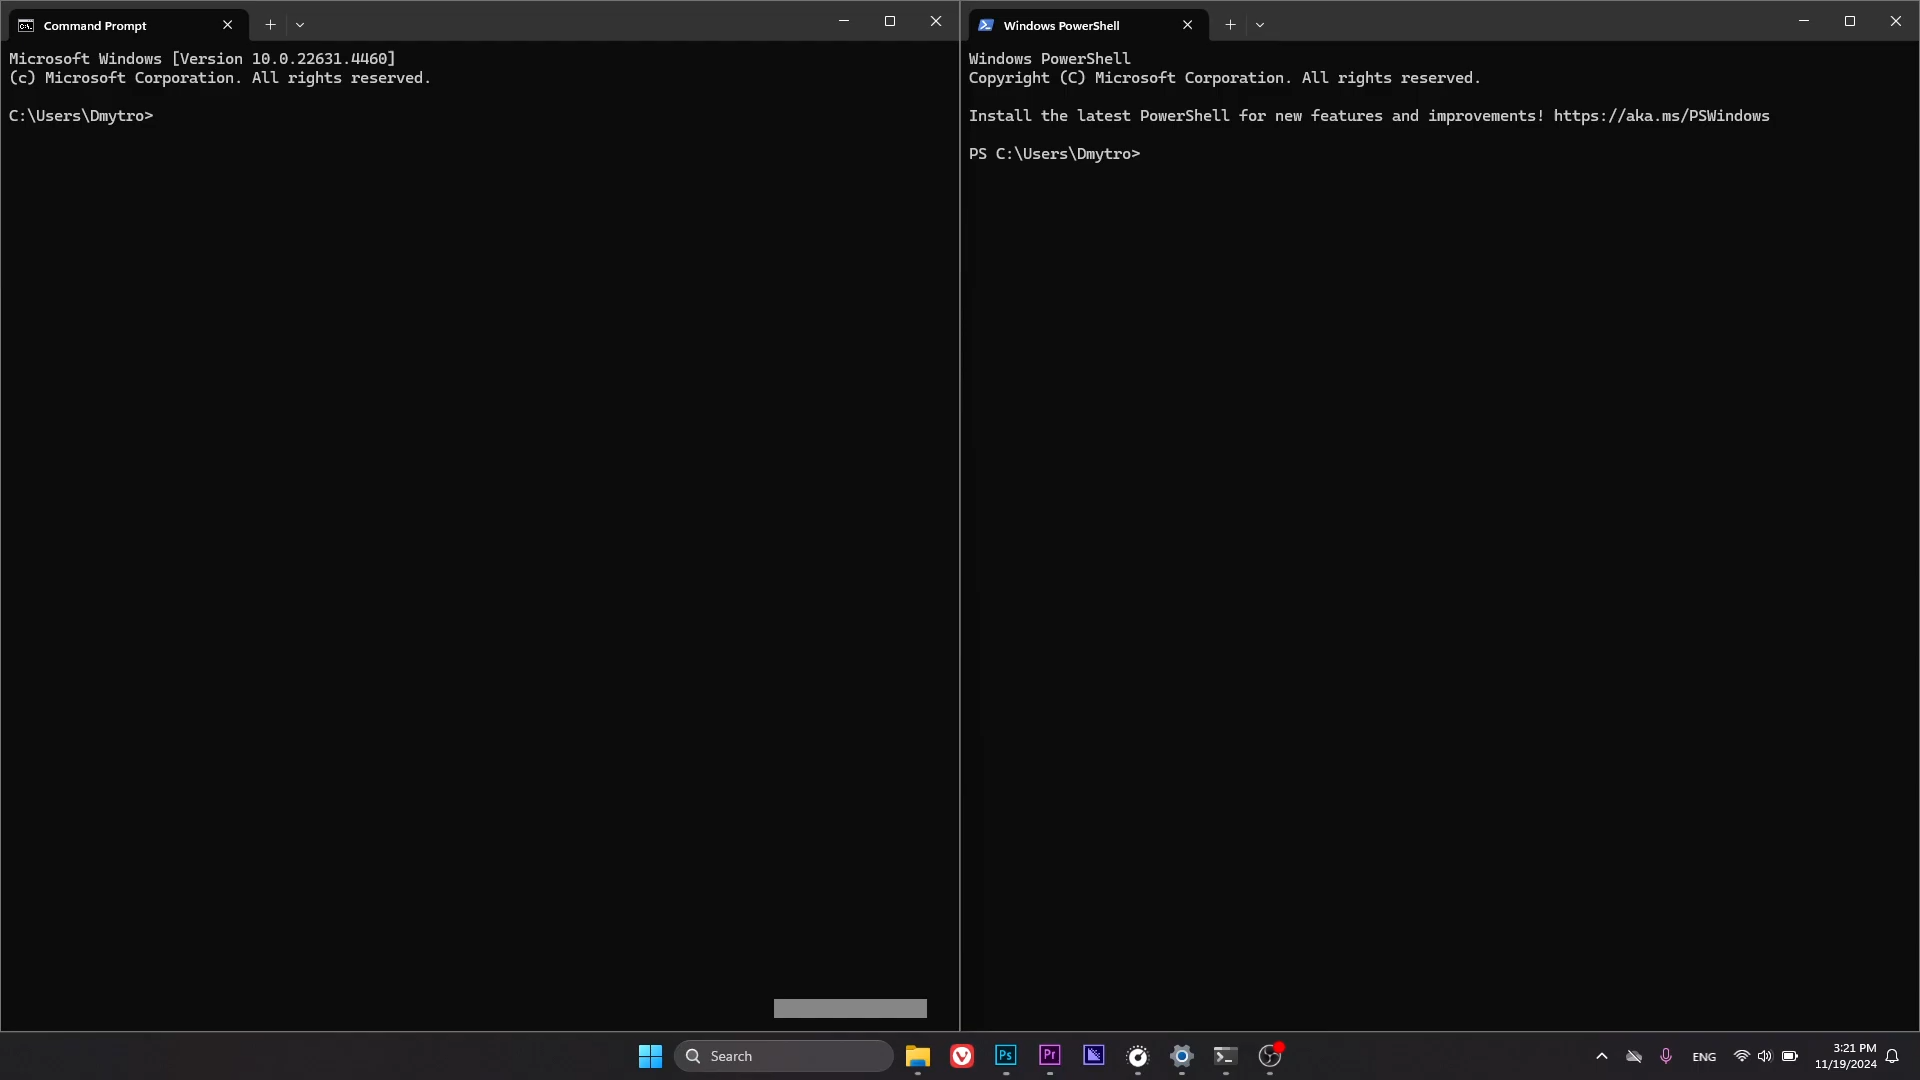 Command Prompt
Microsoft Windows [Version 10.0.22631.4460]
(c) Microsoft Corporation. All rights reserved.
C:\Users\Dmytro>
Windows PowerShell
Windows PowerShell
Copyright (C) Microsoft Corporation. All rights reserved.
Install the latest PowerShell for new features and improvements! https://aka.ms/PSWindows
PS C:\Users\Dmytro>
Search
Ps
Pr
ENG
3:21 PM
11/19/2024